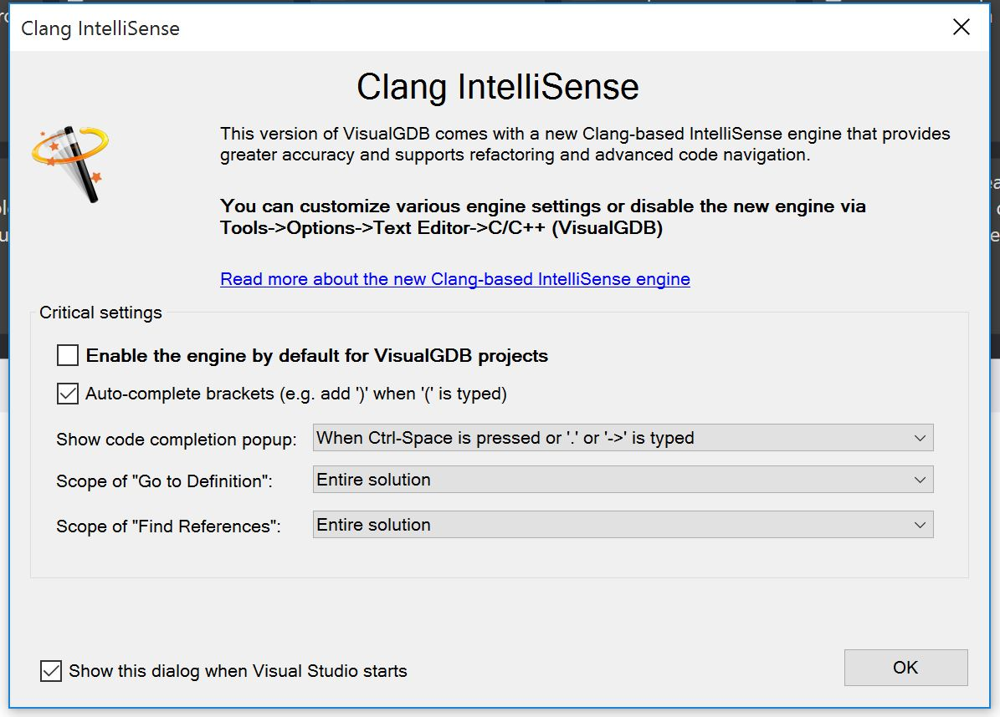 Clang IntelliSense
Clang IntelliSense
This version of VisualGDB comes with a new Clang-based IntelliSense engine that provides
greater accuracy and supports refactoring and advanced code navigation.
You can customize various engine settings or disable the new engine via
Tools->Options->Text Editor->C/C++ (VisualGDB)
Read more about the new Clang-based IntelliSense engine
Critical settings
Enable the engine by default for VisualGDB projects
Auto-complete brackets (e.g. add ')' when '(' is typed)
Show code completion popup: When Ctrl-Space is pressed or '.' or '->' is typed
Scope of "Go to Definition": Entire solution
Scope of "Find References": Entire solution
Show this dialog when Visual Studio starts
OK